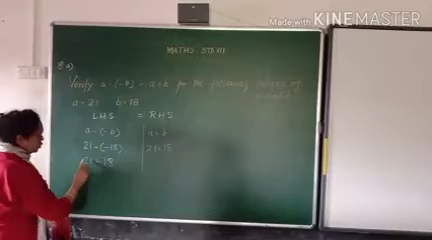 Made with KINEMASTER
MATHS STD VII
Verify a-(-b) = a+b for the following values of
a and b
a = 21 b = 18
LHS = RHS
a - (-b) a + b
21 - (-18) 21+18
21 + 18